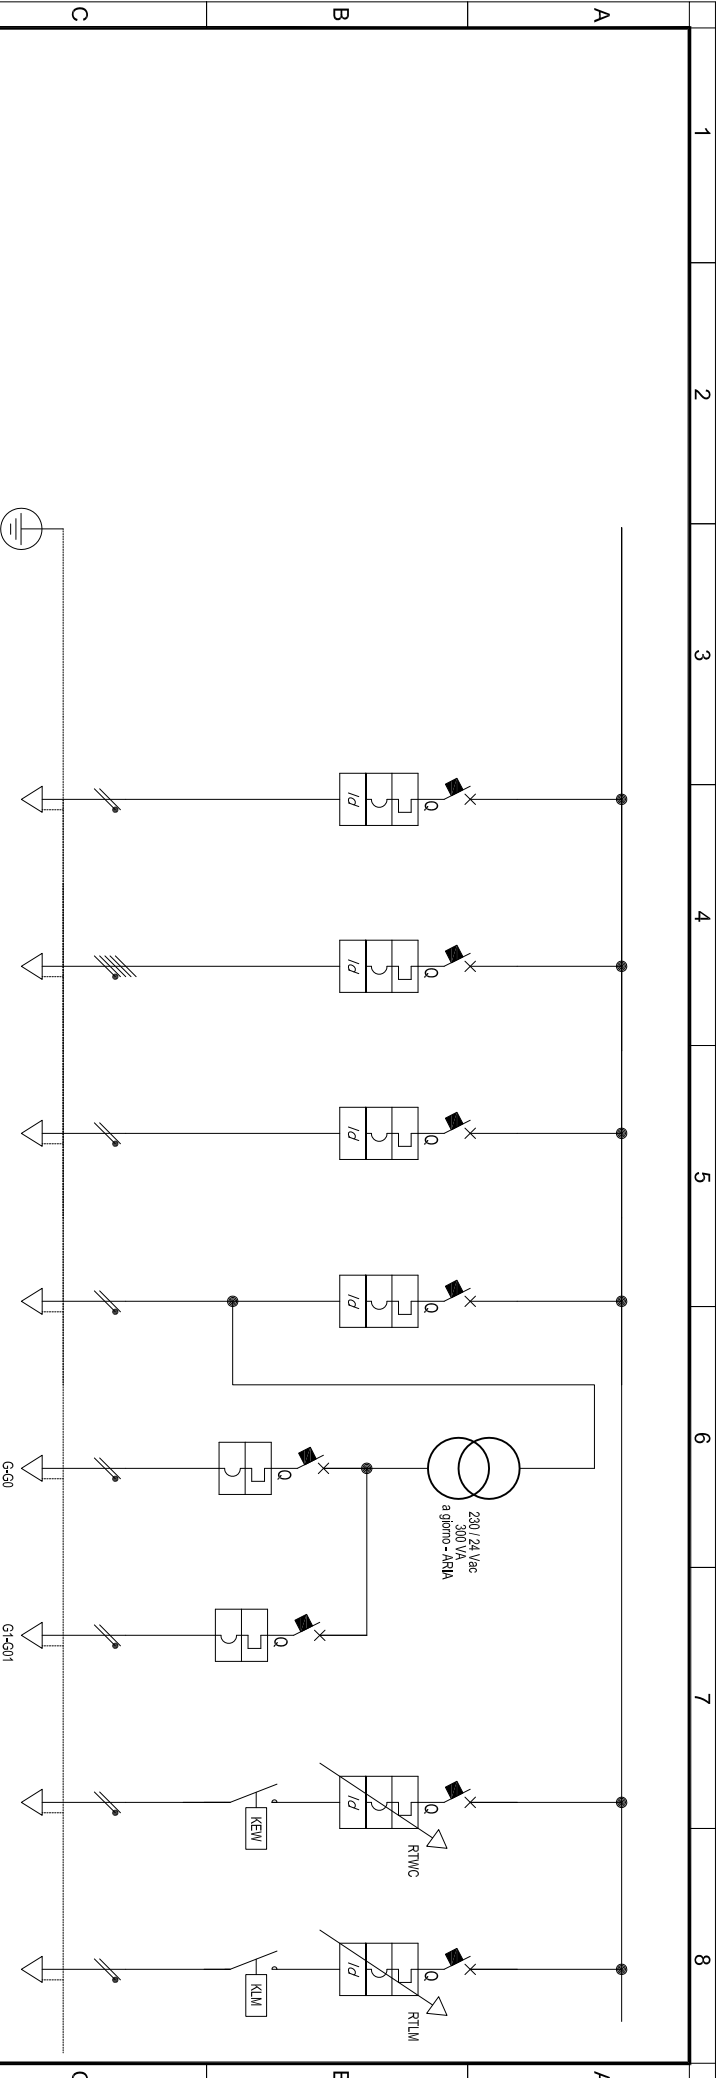 1
2
3
4
5
6
7
8
A
B
C
Q
Id
Q
Id
Q
Id
Q
Id
230 / 24 Vac
300 VA
a giorno - ARIA
Q
G-G0
Q
G1-G01
Q
Id
RTWC
KEW
Q
Id
RTLM
KLM
A
B
C